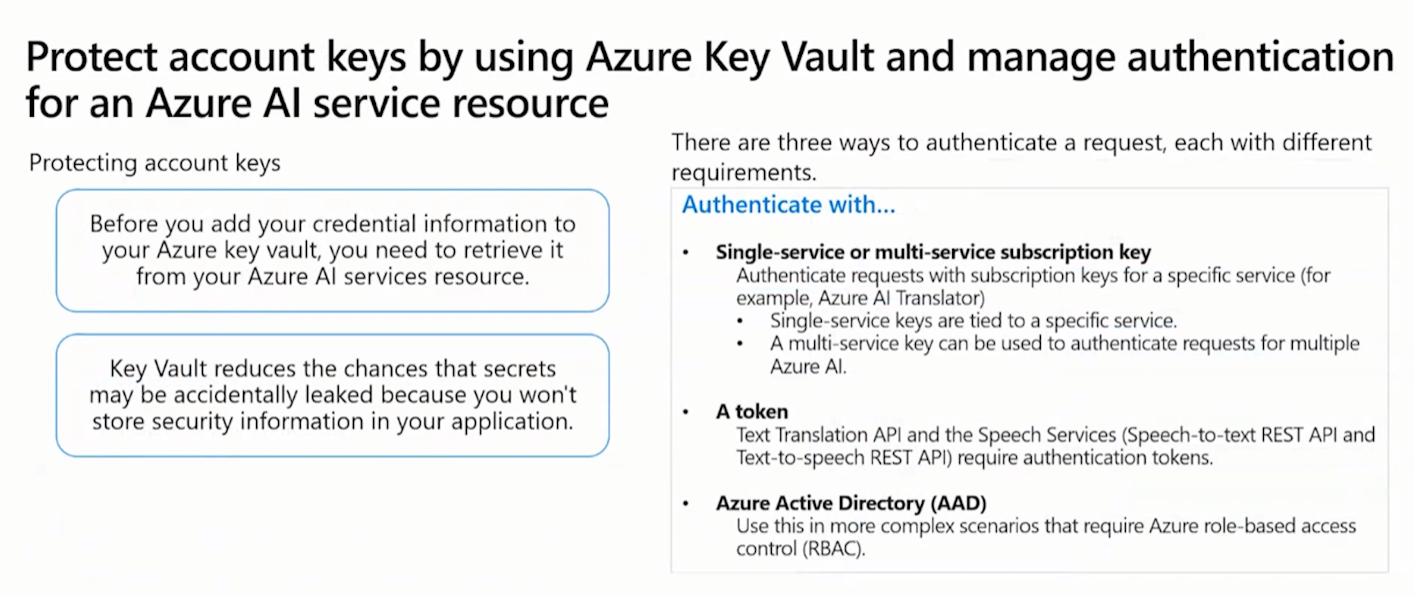 Protect account keys by using Azure Key Vault and manage authentication
for an Azure AI service resource
Protecting account keys
Before you add your credential information to
your Azure key vault, you need to retrieve it
from your Azure AI services resource.
Key Vault reduces the chances that secrets
may be accidentally leaked because you won't
store security information in your application.
There are three ways to authenticate a request, each with different
requirements.
Authenticate with...
• Single-service or multi-service subscription key
Authenticate requests with subscription keys for a specific service (for
example, Azure AI Translator)
• Single-service keys are tied to a specific service.
• A multi-service key can be used to authenticate requests for multiple
Azure AI.
• A token
Text Translation API and the Speech Services (Speech-to-text REST API and
Text-to-speech REST API) require authentication tokens.
• Azure Active Directory (AAD)
Use this in more complex scenarios that require Azure role-based access
control (RBAC).